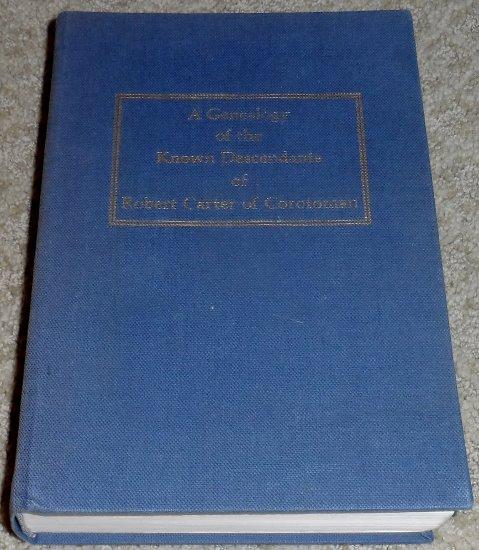 A Genealogy
of the
Known Descendants
of
Robert Carter of Corotoman